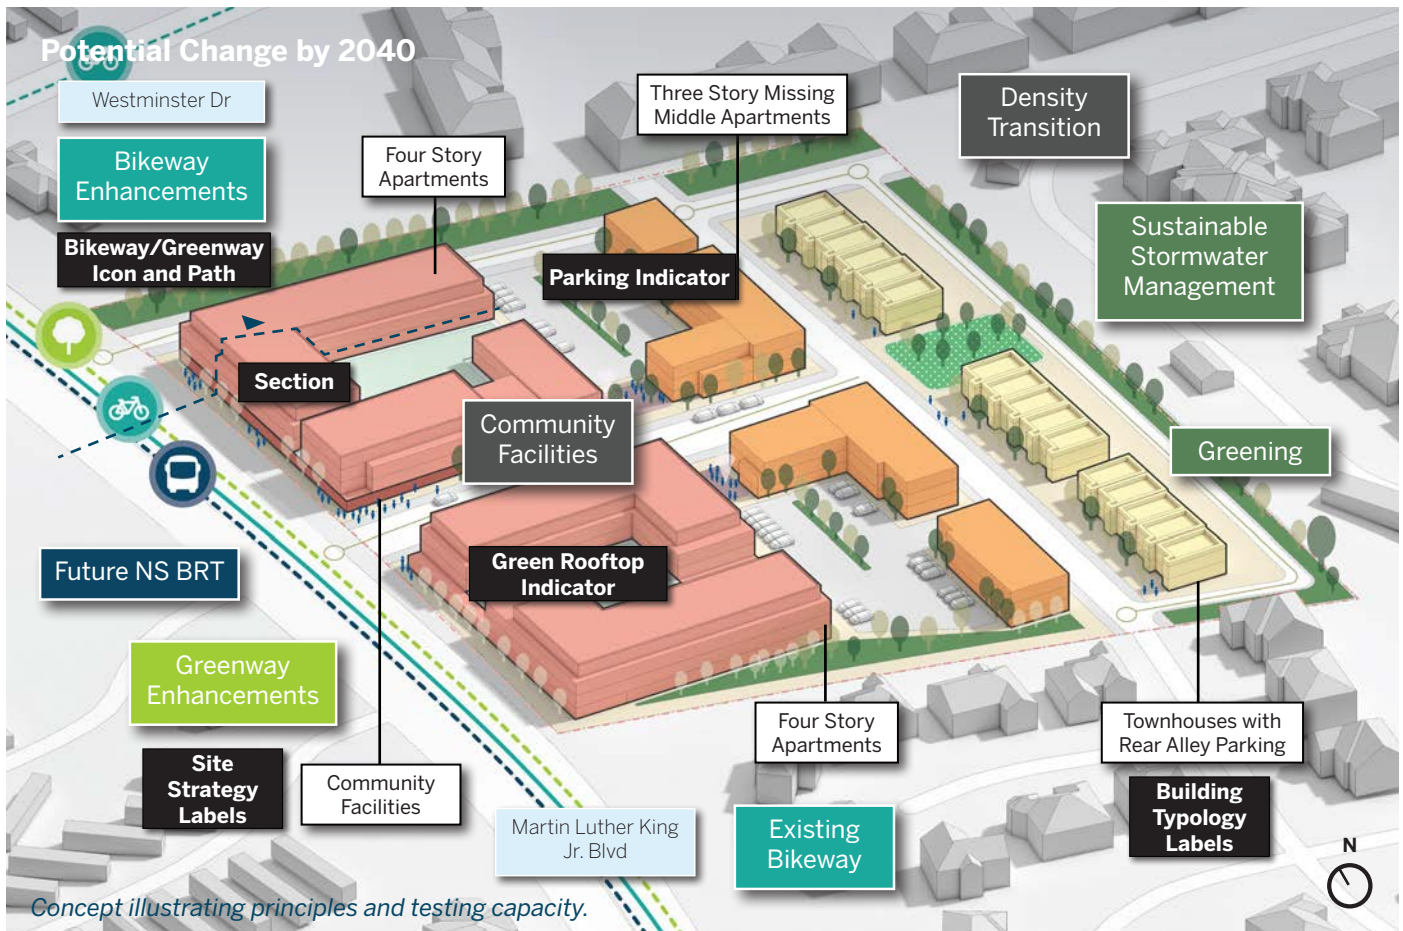 Potential Change by 2040
Westminster Dr
Bikeway
Enhancements
Bikeway/Greenway
Icon and Path
Four Story
Apartments
Three Story Missing
Middle Apartments
Density
Transition
Parking Indicator
Sustainable
Stormwater
Management
Section
Community
Facilities
Greening
Green Rooftop
Indicator
Future NS BRT
Greenway
Enhancements
Site
Strategy
Labels
Community
Facilities
Four Story
Apartments
Townhouses with
Rear Alley Parking
Building
Typology
Labels
Martin Luther King
Jr. Blvd
Existing
Bikeway
N
Concept illustrating principles and testing capacity.